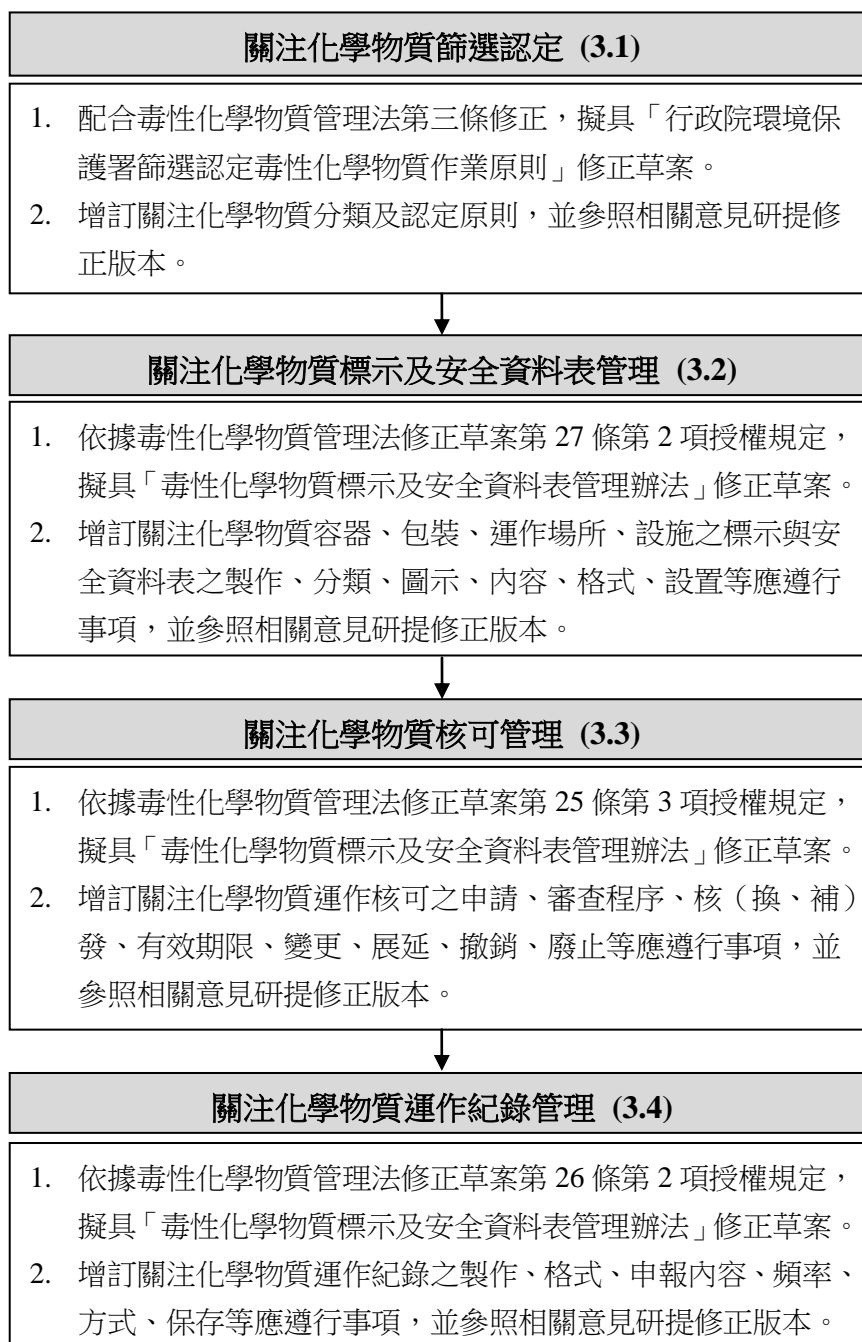 關注化學物質篩選認定 (3.1)
1. 配合毒性化學物質管理法第三條修正，擬具「行政院環境保
護署篩選認定毒性化學物質作業原則」修正草案。
2. 增訂關注化學物質分類及認定原則，並參照相關意見研提修
正版本。
關注化學物質標示及安全資料表管理 (3.2)
1. 依據毒性化學物質管理法修正草案第 27 條第 2 項授權規定，
擬具「毒性化學物質標示及安全資料表管理辦法」修正草案。
2. 增訂關注化學物質容器、包裝、運作場所、設施之標示與安
全資料表之製作、分類、圖示、內容、格式、設置等應遵行
事項，並參照相關意見研提修正版本。
關注化學物質核可管理 (3.3)
1. 依據毒性化學物質管理法修正草案第 25 條第 3 項授權規定，
擬具「毒性化學物質標示及安全資料表管理辦法」修正草案。
2. 增訂關注化學物質運作核可之申請、審查程序、核（換、補）
發、有效期限、變更、展延、撤銷、廢止等應遵行事項，並
參照相關意見研提修正版本。
關注化學物質運作紀錄管理 (3.4)
1. 依據毒性化學物質管理法修正草案第 26 條第 2 項授權規定，
擬具「毒性化學物質標示及安全資料表管理辦法」修正草案。
2. 增訂關注化學物質運作紀錄之製作、格式、申報內容、頻率、
方式、保存等應遵行事項，並參照相關意見研提修正版本。